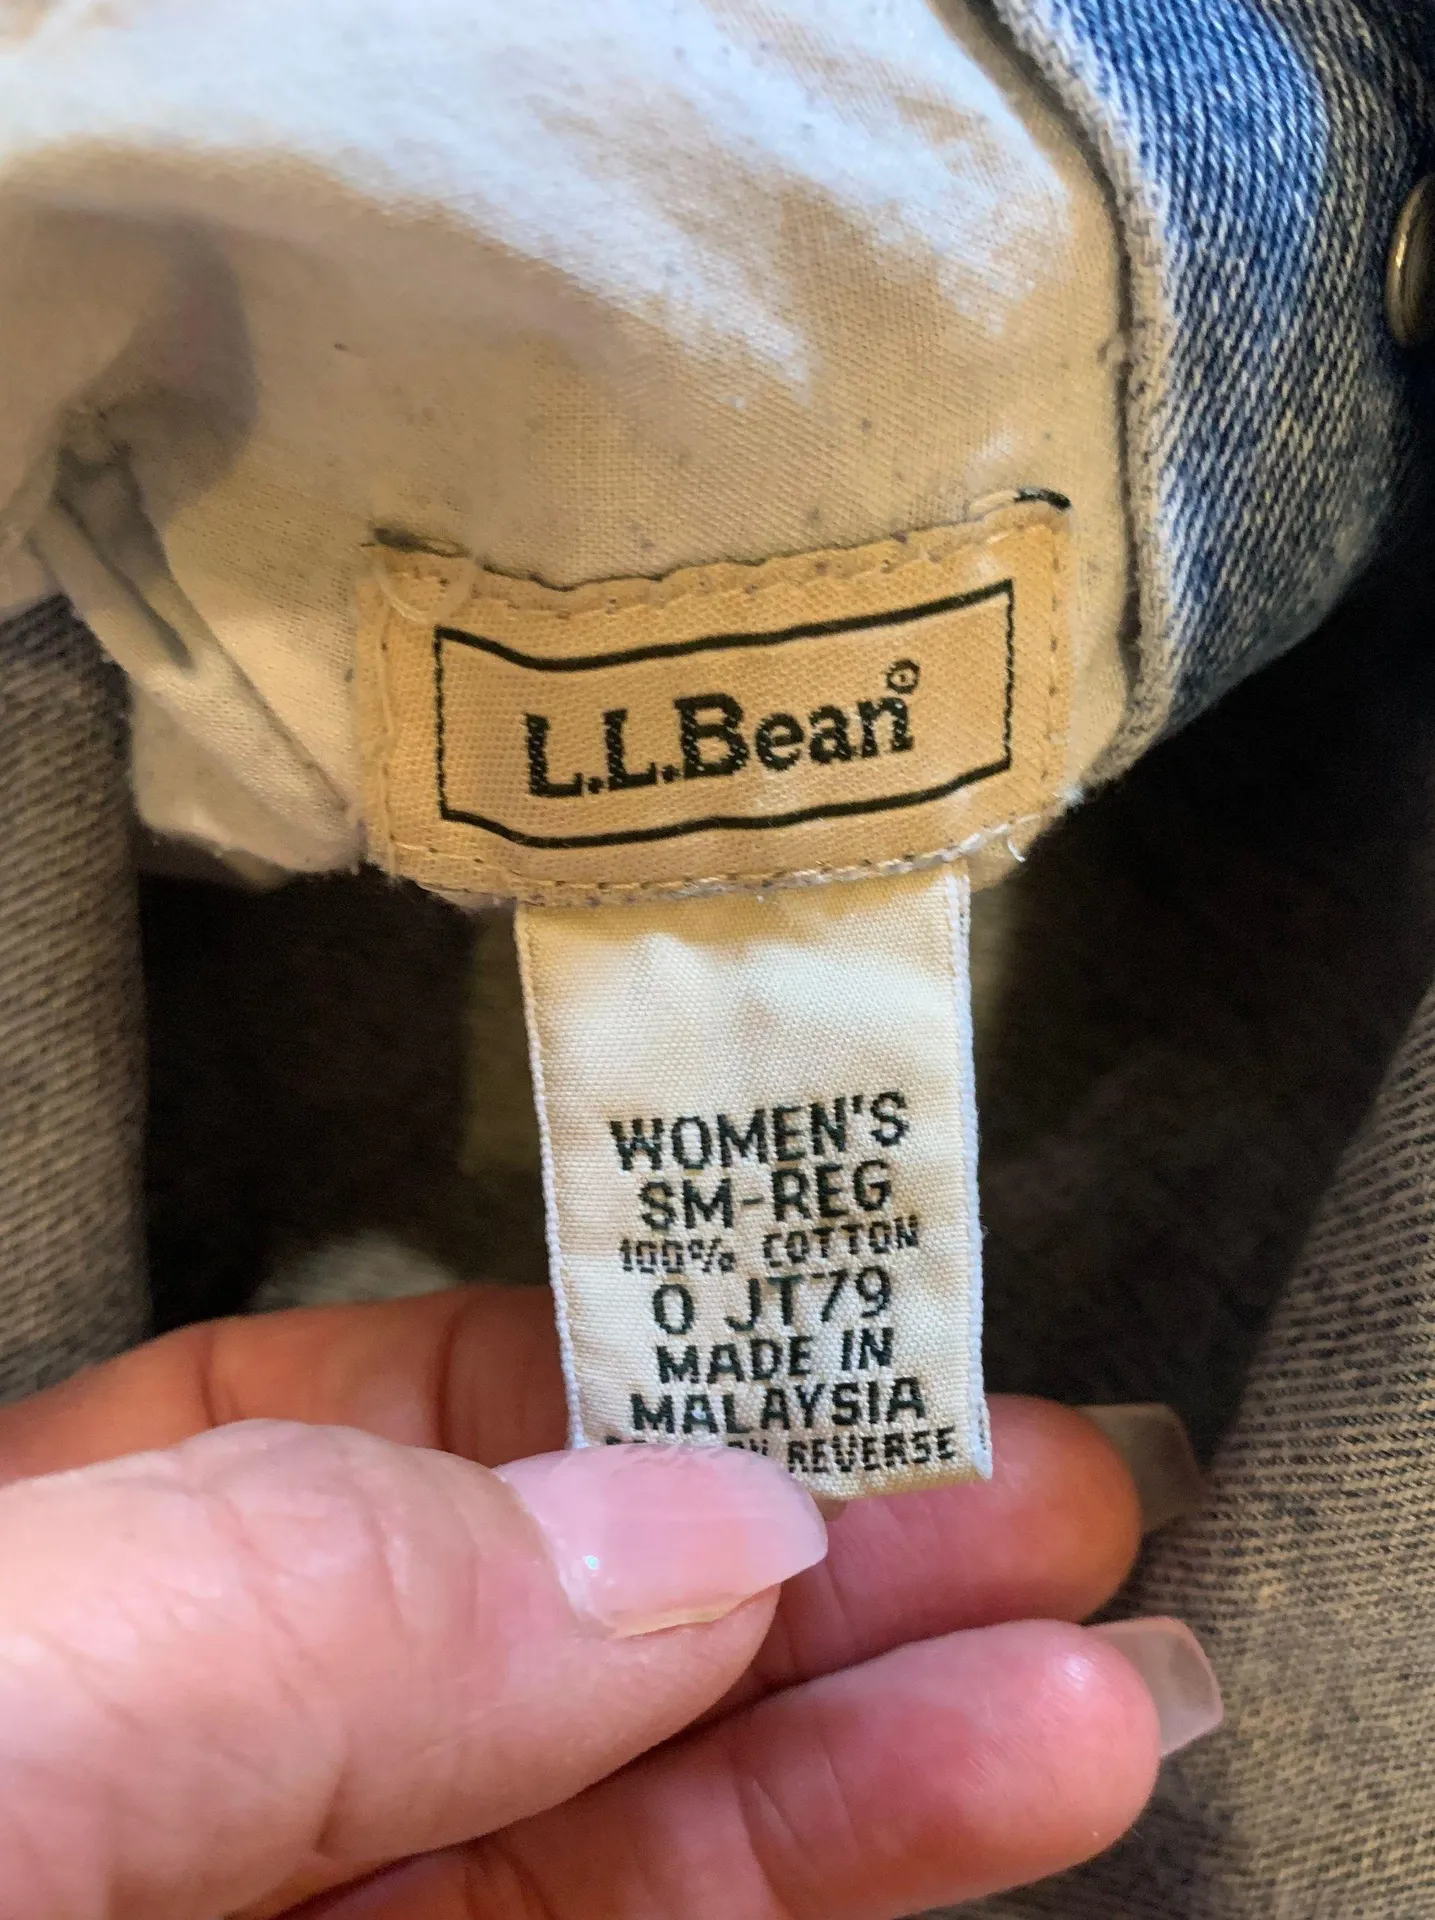 L.L.Bean®
WOMEN'S
SM-REG
100% COTTON
0 JT79
MADE IN
MALAYSIA
REVERSE